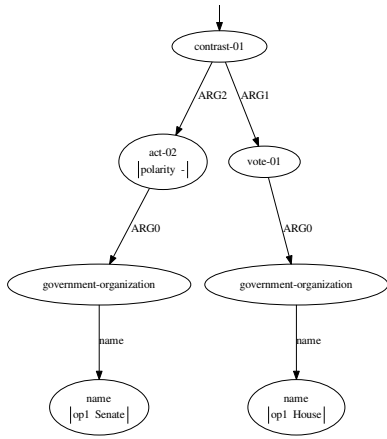 contrast-01
ARG2 ARG1
act-02
polarity -
vote-01
ARG0 ARG0
government-organization government-organization
name name
name name
op1 Senate op1 House